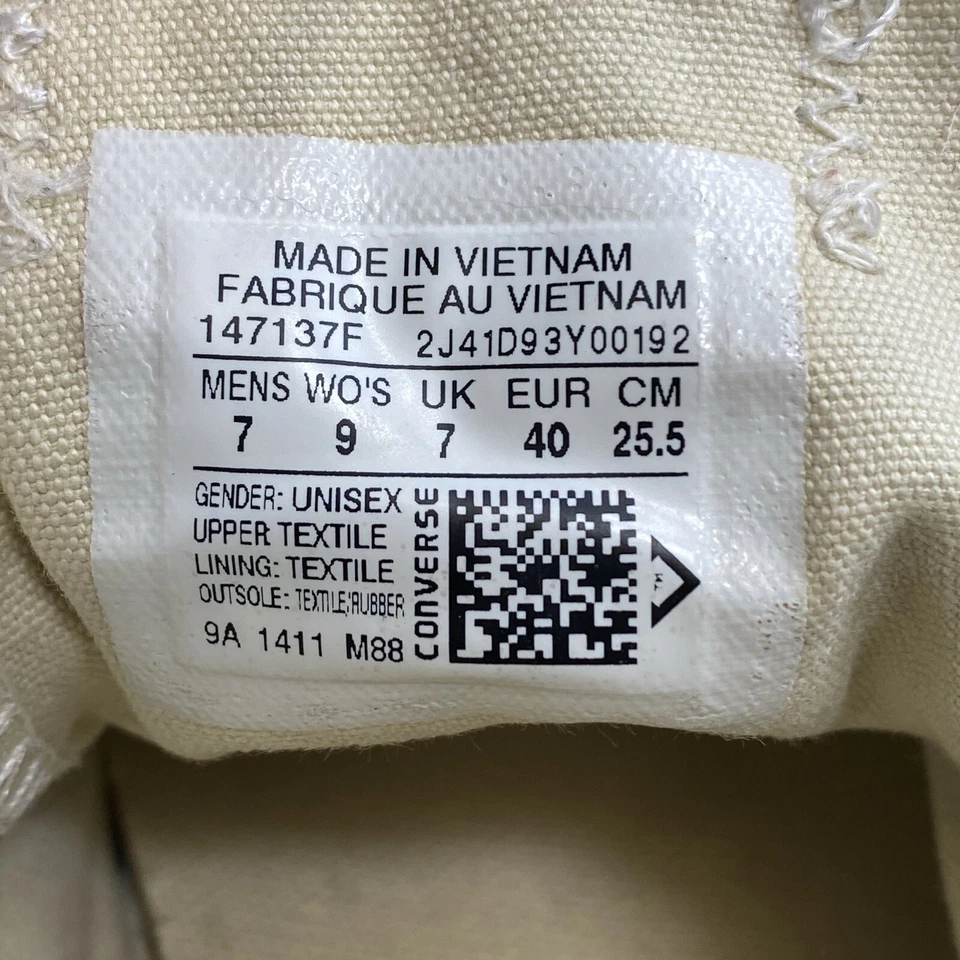 MADE IN VIETNAM
FABRIQUE AU VIETNAM
147137F 2J41D93Y00192
MENS WO'S UK EUR CM
7 9 7 40 25.5
GENDER: UNISEX
UPPER TEXTILE
LINING: TEXTILE
OUTSOLE: TEXTILE/RUBBER
9A 1411 M88
CONVERSE
TM